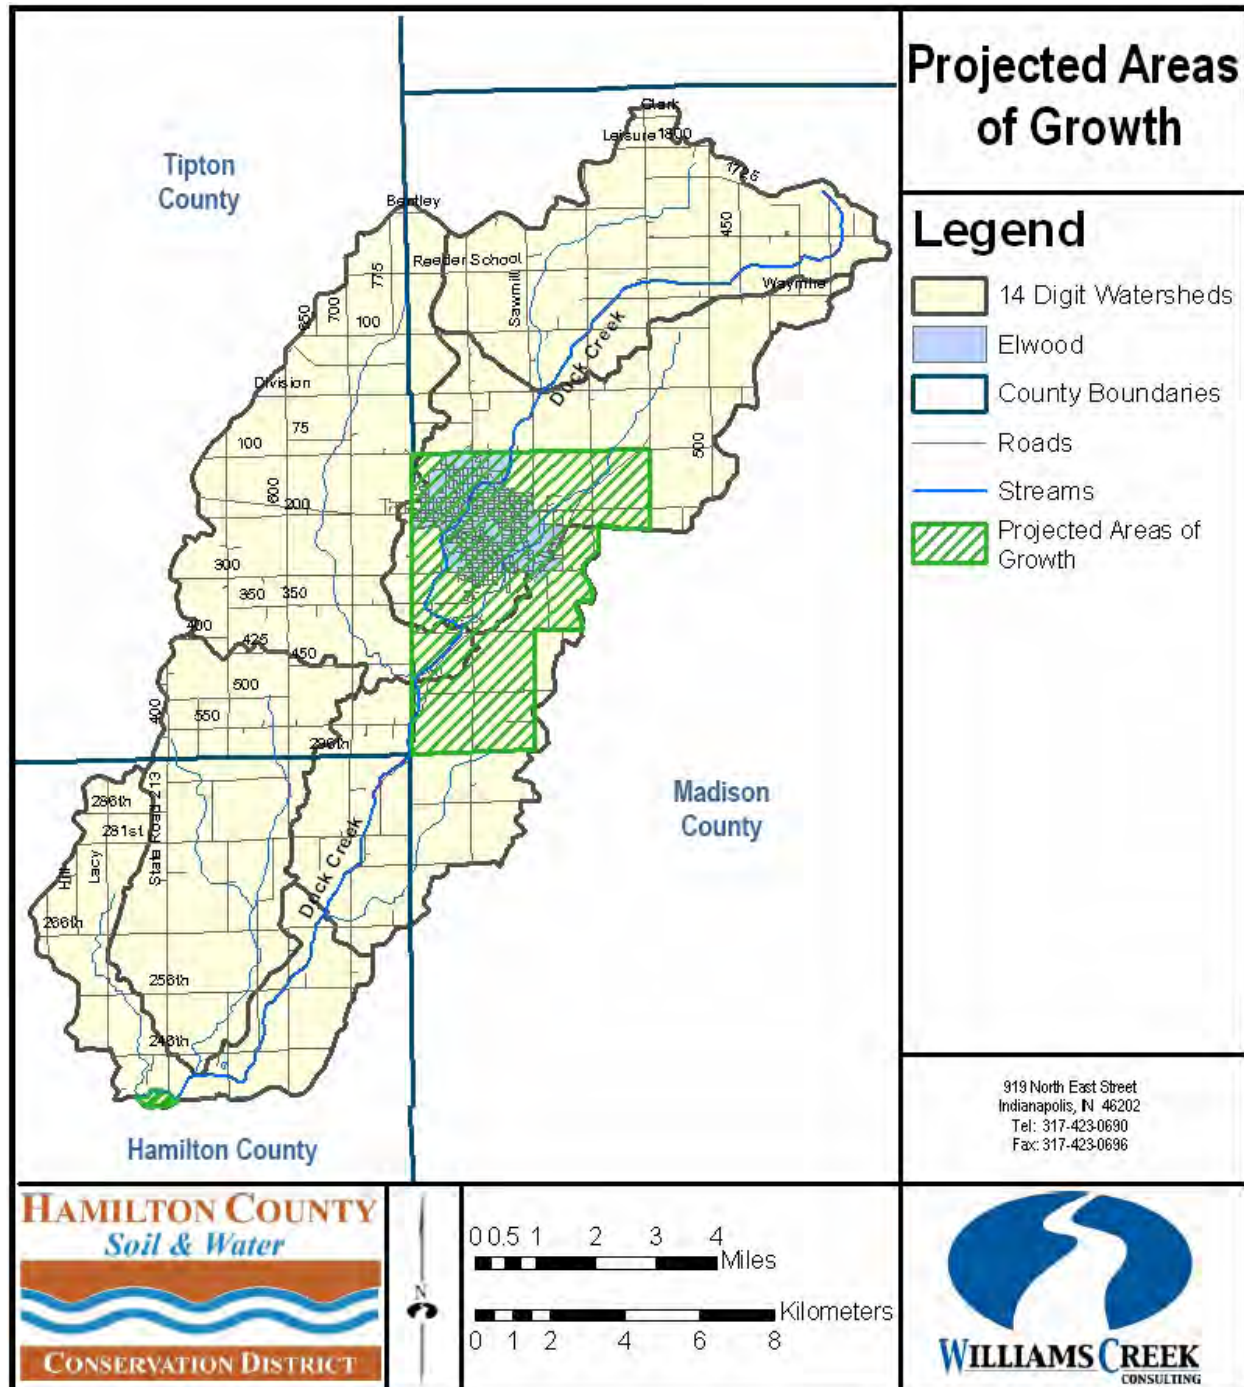 Projected Areas
of Growth
Tipton
County
Clark
Leisure 1800
1725
Bentley
Reeder School
450
775
Sawmill
650
700
100
Duck Creek
Division
75
100
500
600
200
300
350
350
400
425
450
500
400
550
296th
286th
281st
State Road 213
Lacy
Hill
Duck Creek
266th
256th
246th
Madison
County
Hamilton County
Legend
14 Digit Watersheds
Elwood
County Boundaries
Roads
Streams
Projected Areas of
Growth
919 North East Street
Indianapolis, IN 46202
Tel: 317-423-0690
Fax: 317-423-0696
HAMILTON COUNTY
Soil & Water
CONSERVATION DISTRICT
N
0 0.5 1 2 3 4
Miles
Kilometers
0 1 2 4 6 8
WILLIAMS CREEK
CONSULTING